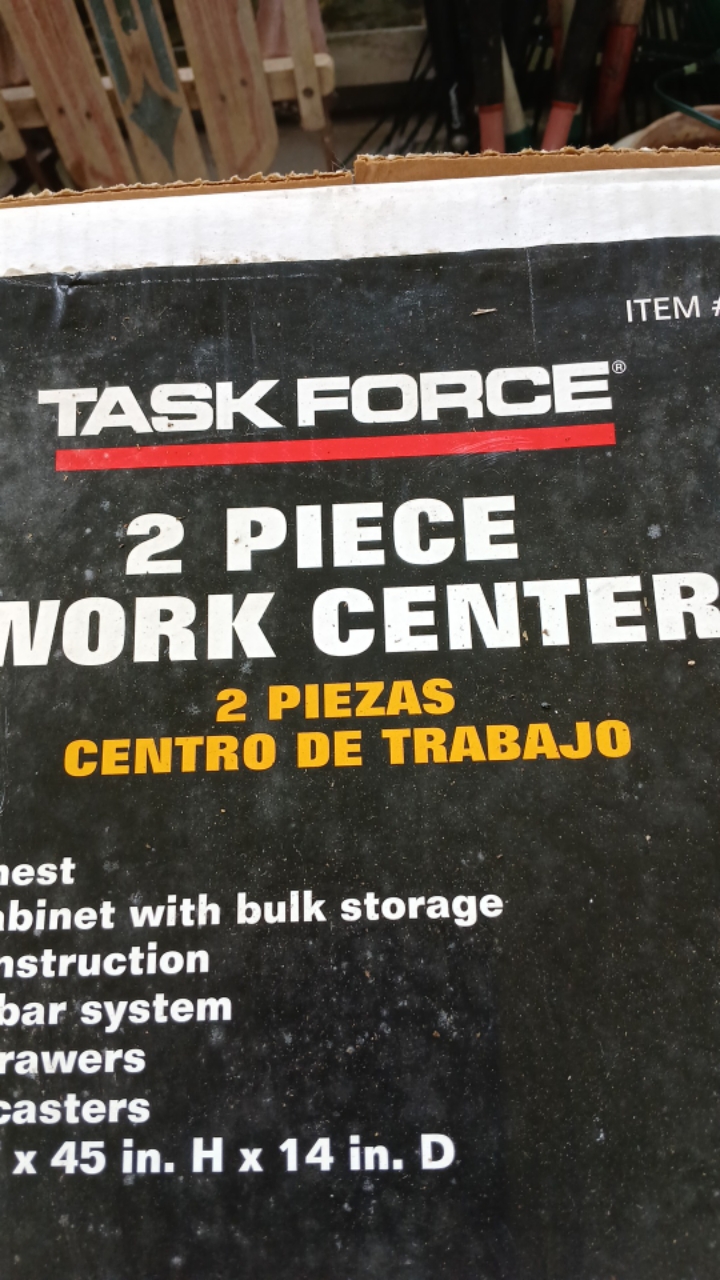 ITEM #
TASK FORCE®
2 PIECE
WORK CENTER
2 PIEZAS
CENTRO DE TRABAJO
hest
abinet with bulk storage
nstruction
bar system
rawers
casters
x 45 in. H x 14 in. D